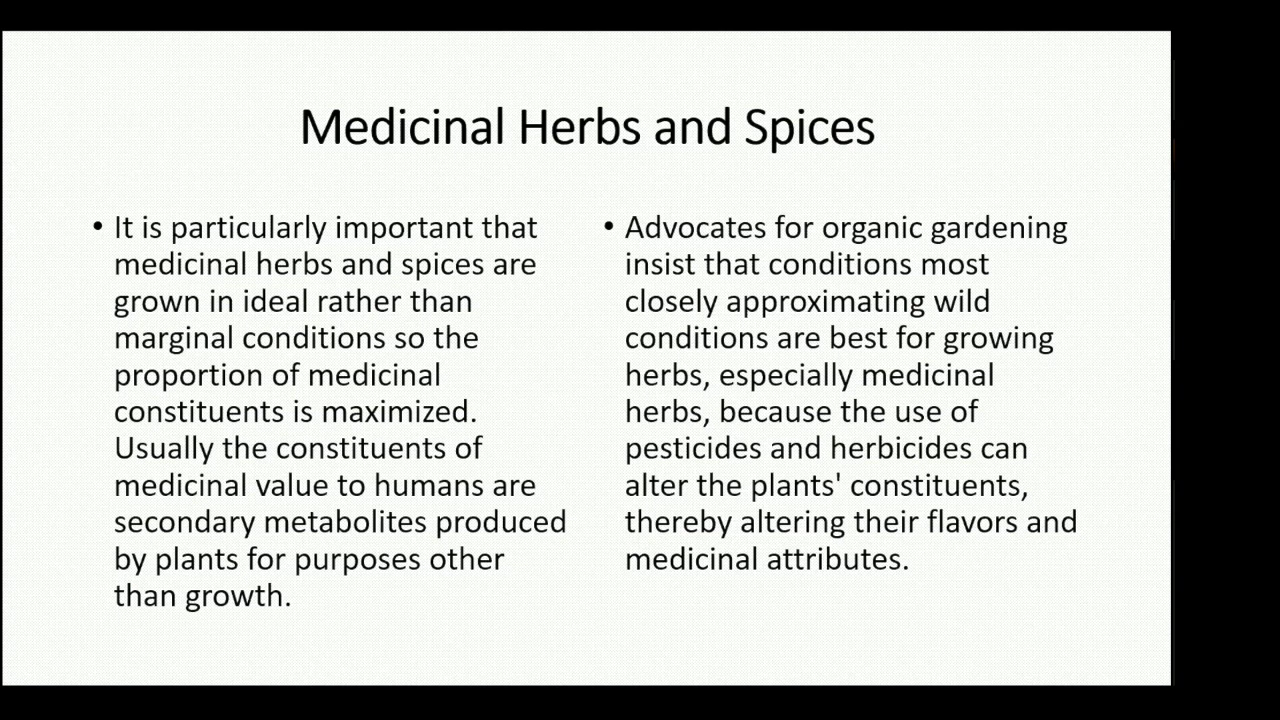 Medicinal Herbs and Spices
• It is particularly important that
medicinal herbs and spices are
grown in ideal rather than
marginal conditions so the
proportion of medicinal
constituents is maximized.
Usually the constituents of
medicinal value to humans are
secondary metabolites produced
by plants for purposes other
than growth.
• Advocates for organic gardening
insist that conditions most
closely approximating wild
conditions are best for growing
herbs, especially medicinal
herbs, because the use of
pesticides and herbicides can
alter the plants' constituents,
thereby altering their flavors and
medicinal attributes.